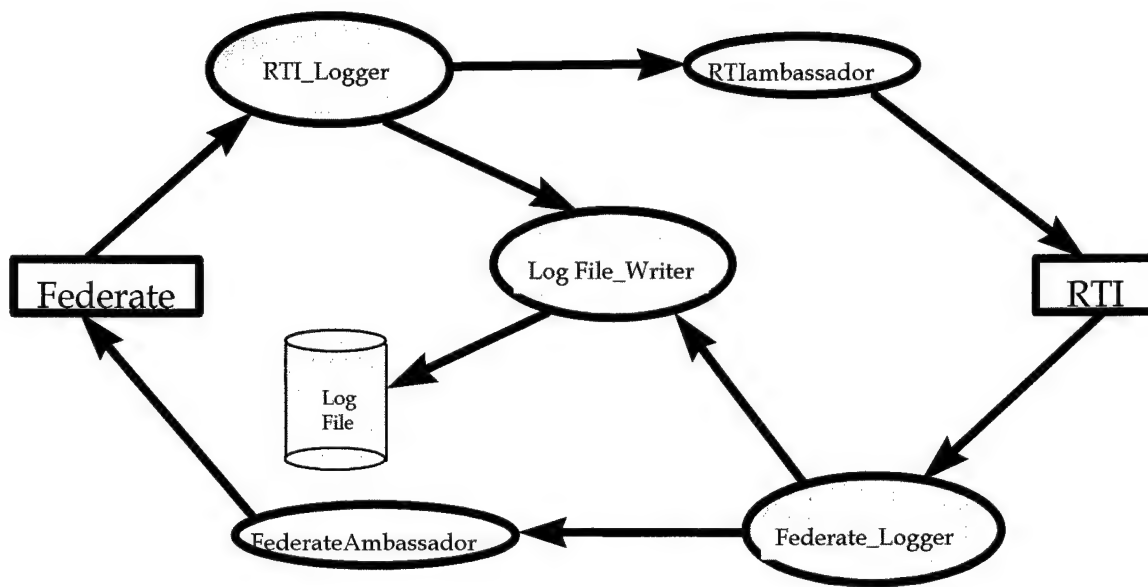 RTI_Logger
RTIambassador
Log File_Writer
Federate
RTI
Log
File
FederateAmbassador
Federate_Logger